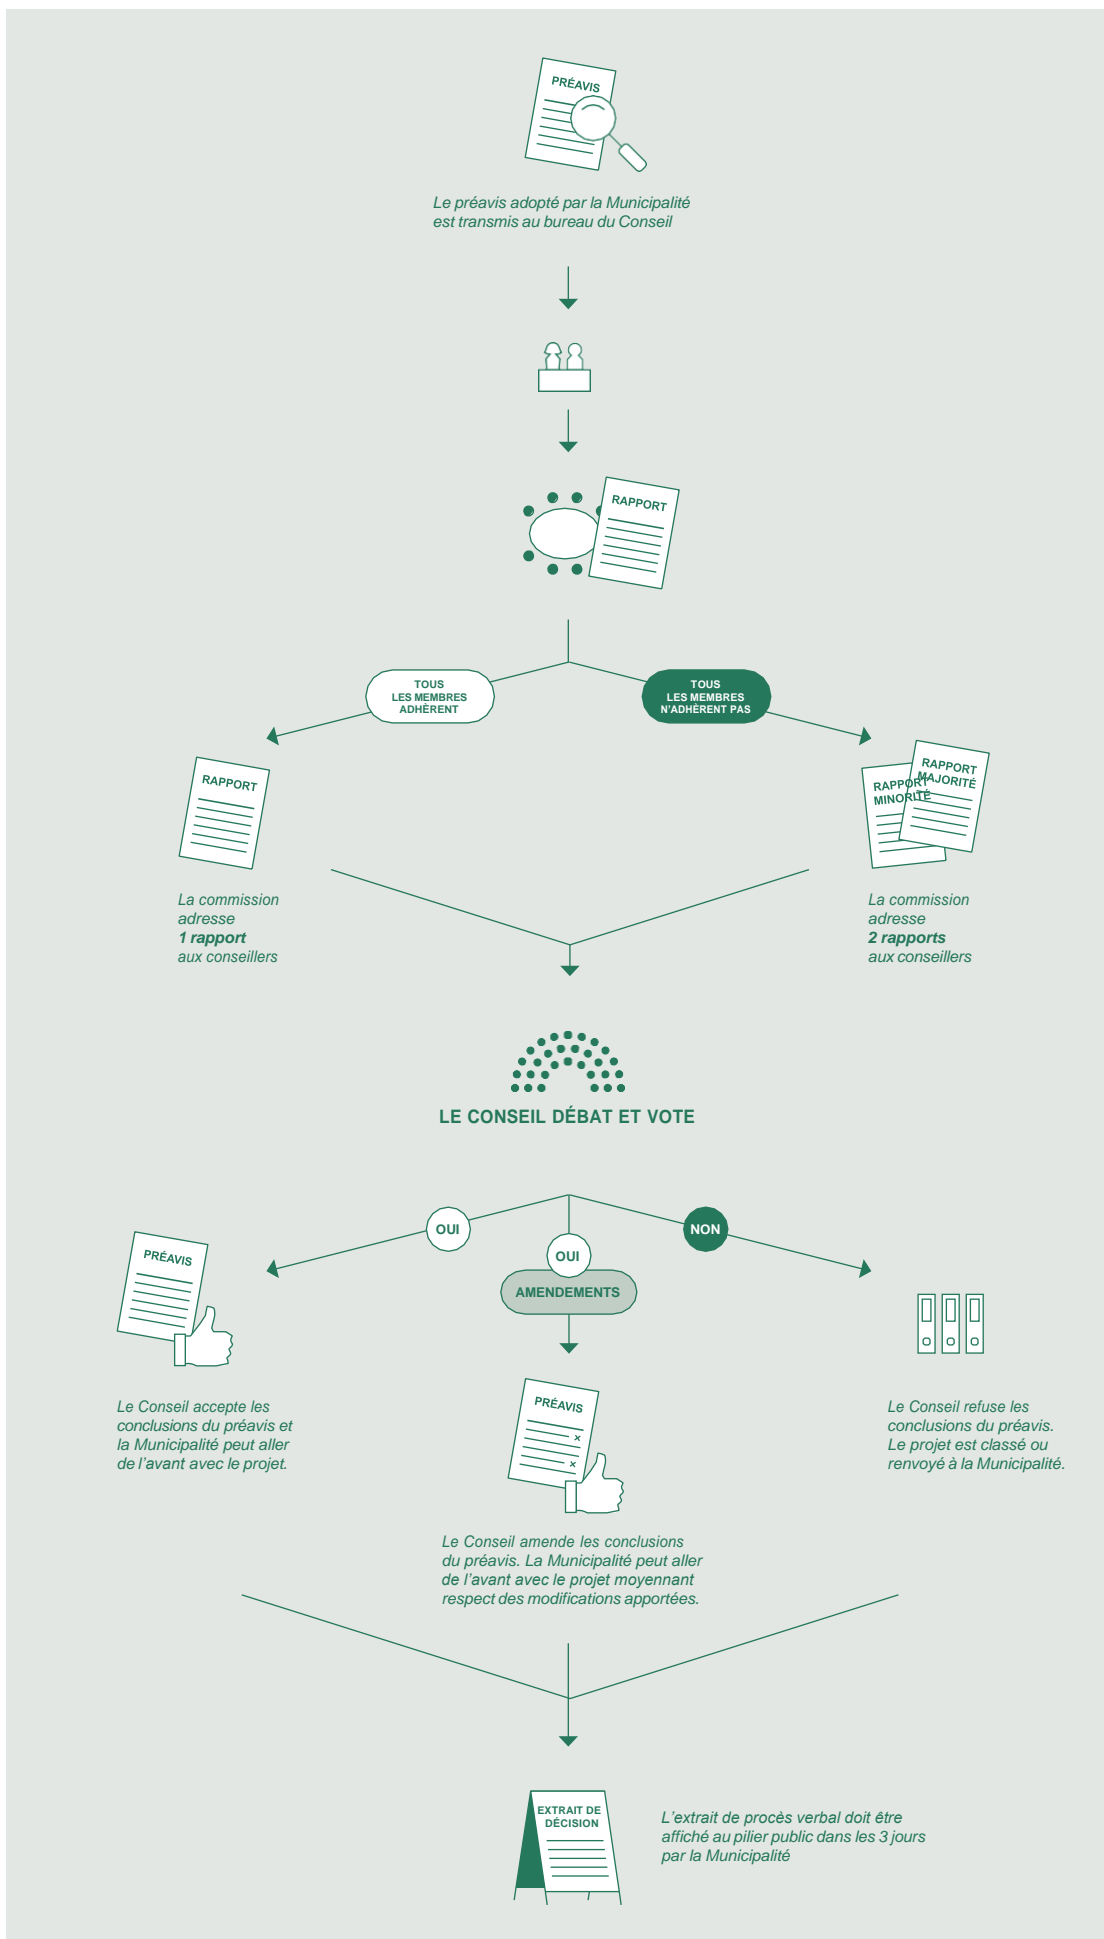 PRÉAVIS
Le préavis adopté par la Municipalité
est transmis au bureau du Conseil
RAPPORT
TOUS
LES MEMBRES
ADHÈRENT
TOUS
LES MEMBRES
N'ADHÈRENT PAS
RAPPORT
RAPPORT
MINORITÉ
RAPPORT
MAJORITÉ
La commission
adresse
1 rapport
aux conseillers
La commission
adresse
2 rapports
aux conseillers
LE CONSEIL DÉBAT ET VOTE
OUI
OUI
NON
AMENDEMENTS
PRÉAVIS
Le Conseil accepte les
conclusions du préavis et
la Municipalité peut aller
de l'avant avec le projet.
PRÉAVIS
Le Conseil amende les conclusions
du préavis. La Municipalité peut aller
de l'avant avec le projet moyennant
respect des modifications apportées.
Le Conseil refuse les
conclusions du préavis.
Le projet est classé ou
renvoyé à la Municipalité.
EXTRAIT DE
DÉCISION
L'extrait de procès verbal doit être
affiché au pilier public dans les 3 jours
par la Municipalité